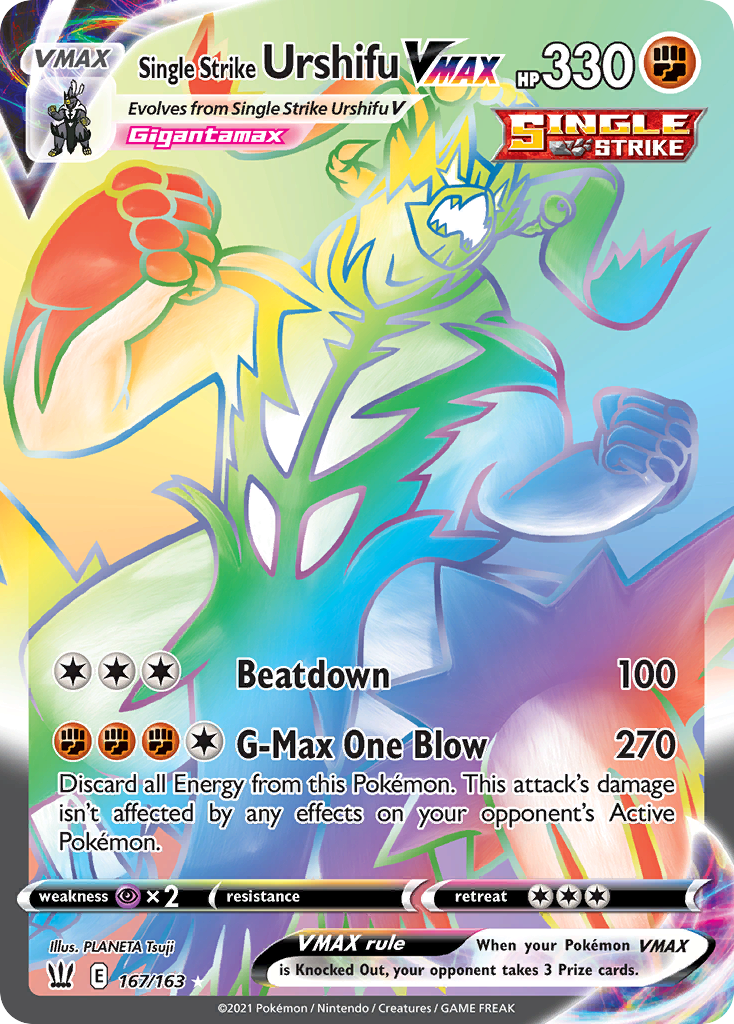 VMAX
Single Strike Urshifu VMAX HP 330
Evolves from Single Strike Urshifu V
Gigantamax
SINGLE
STRIKE
Beatdown 100
G-Max One Blow 270
Discard all Energy from this Pokémon. This attack's damage
isn't affected by any effects on your opponent's Active
Pokémon.
weakness ×2 resistance retreat
Illus. PLANETA Tsuji
VMAX rule When your Pokémon VMAX
is Knocked Out, your opponent takes 3 Prize cards.
E 167/163
©2021 Pokémon / Nintendo / Creatures / GAME FREAK